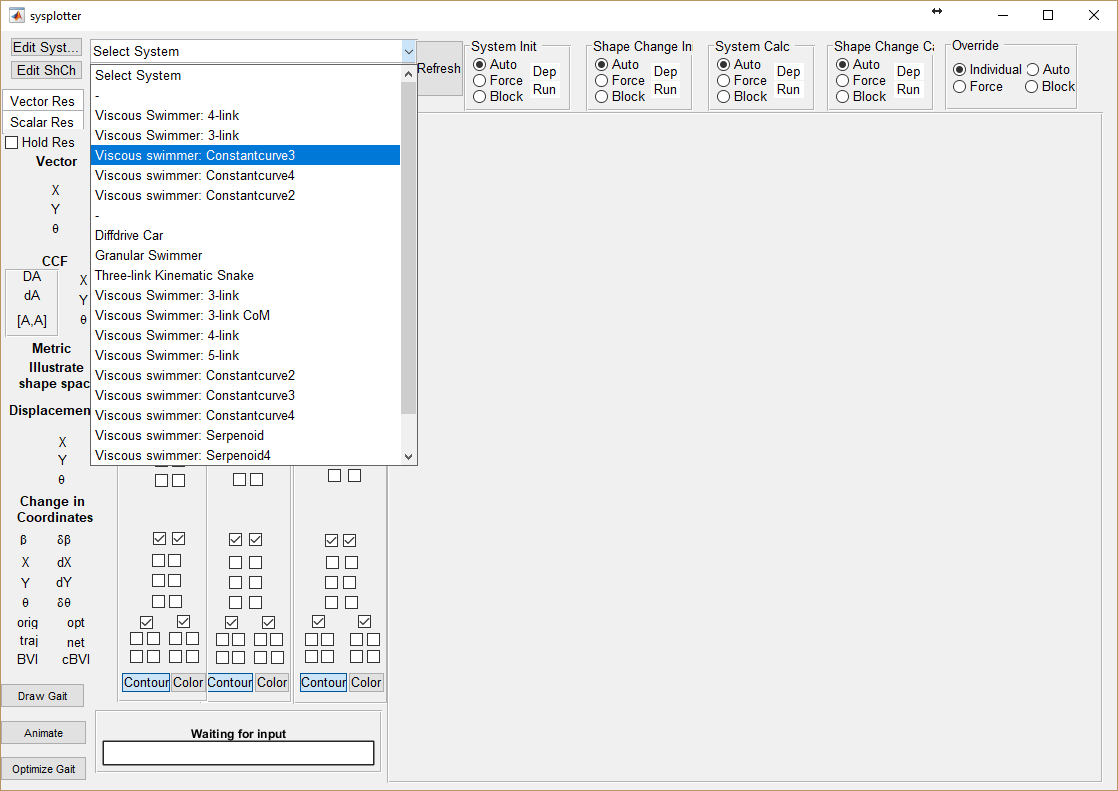 sysplotter
Edit Syst...
Edit ShCh
Select System
Refresh
System Init
Auto
Force
Block
Dep
Run
Shape Change In
Auto
Force
Block
Dep
Run
System Calc
Auto
Force
Block
Dep
Run
Shape Change Ca
Auto
Force
Block
Dep
Run
Override
Individual Auto
Force Block
Select System
-
Viscous Swimmer: 4-link
Viscous Swimmer: 3-link
Viscous swimmer: Constantcurve3
Viscous swimmer: Constantcurve4
Viscous swimmer: Constantcurve2
-
Diffdrive Car
Granular Swimmer
Three-link Kinematic Snake
Viscous Swimmer: 3-link
Viscous Swimmer: 3-link CoM
Viscous Swimmer: 4-link
Viscous Swimmer: 5-link
Viscous swimmer: Constantcurve2
Viscous swimmer: Constantcurve3
Viscous swimmer: Constantcurve4
Viscous swimmer: Serpenoid
Viscous swimmer: Serpenoid4
Vector Res
Scalar Res
Hold Res
Vector
X
Y
θ
CCF
DA X
dA Y
[A,A] θ
Metric
Illustrate
shape spac
Displacemen
X
Y
θ
Change in
Coordinates
β δβ
X dX
Y dY
θ δθ
orig opt
traj net
BVI cBVI
Contour Color Contour Color Contour Color
Draw Gait
Animate
Optimize Gait
Waiting for input